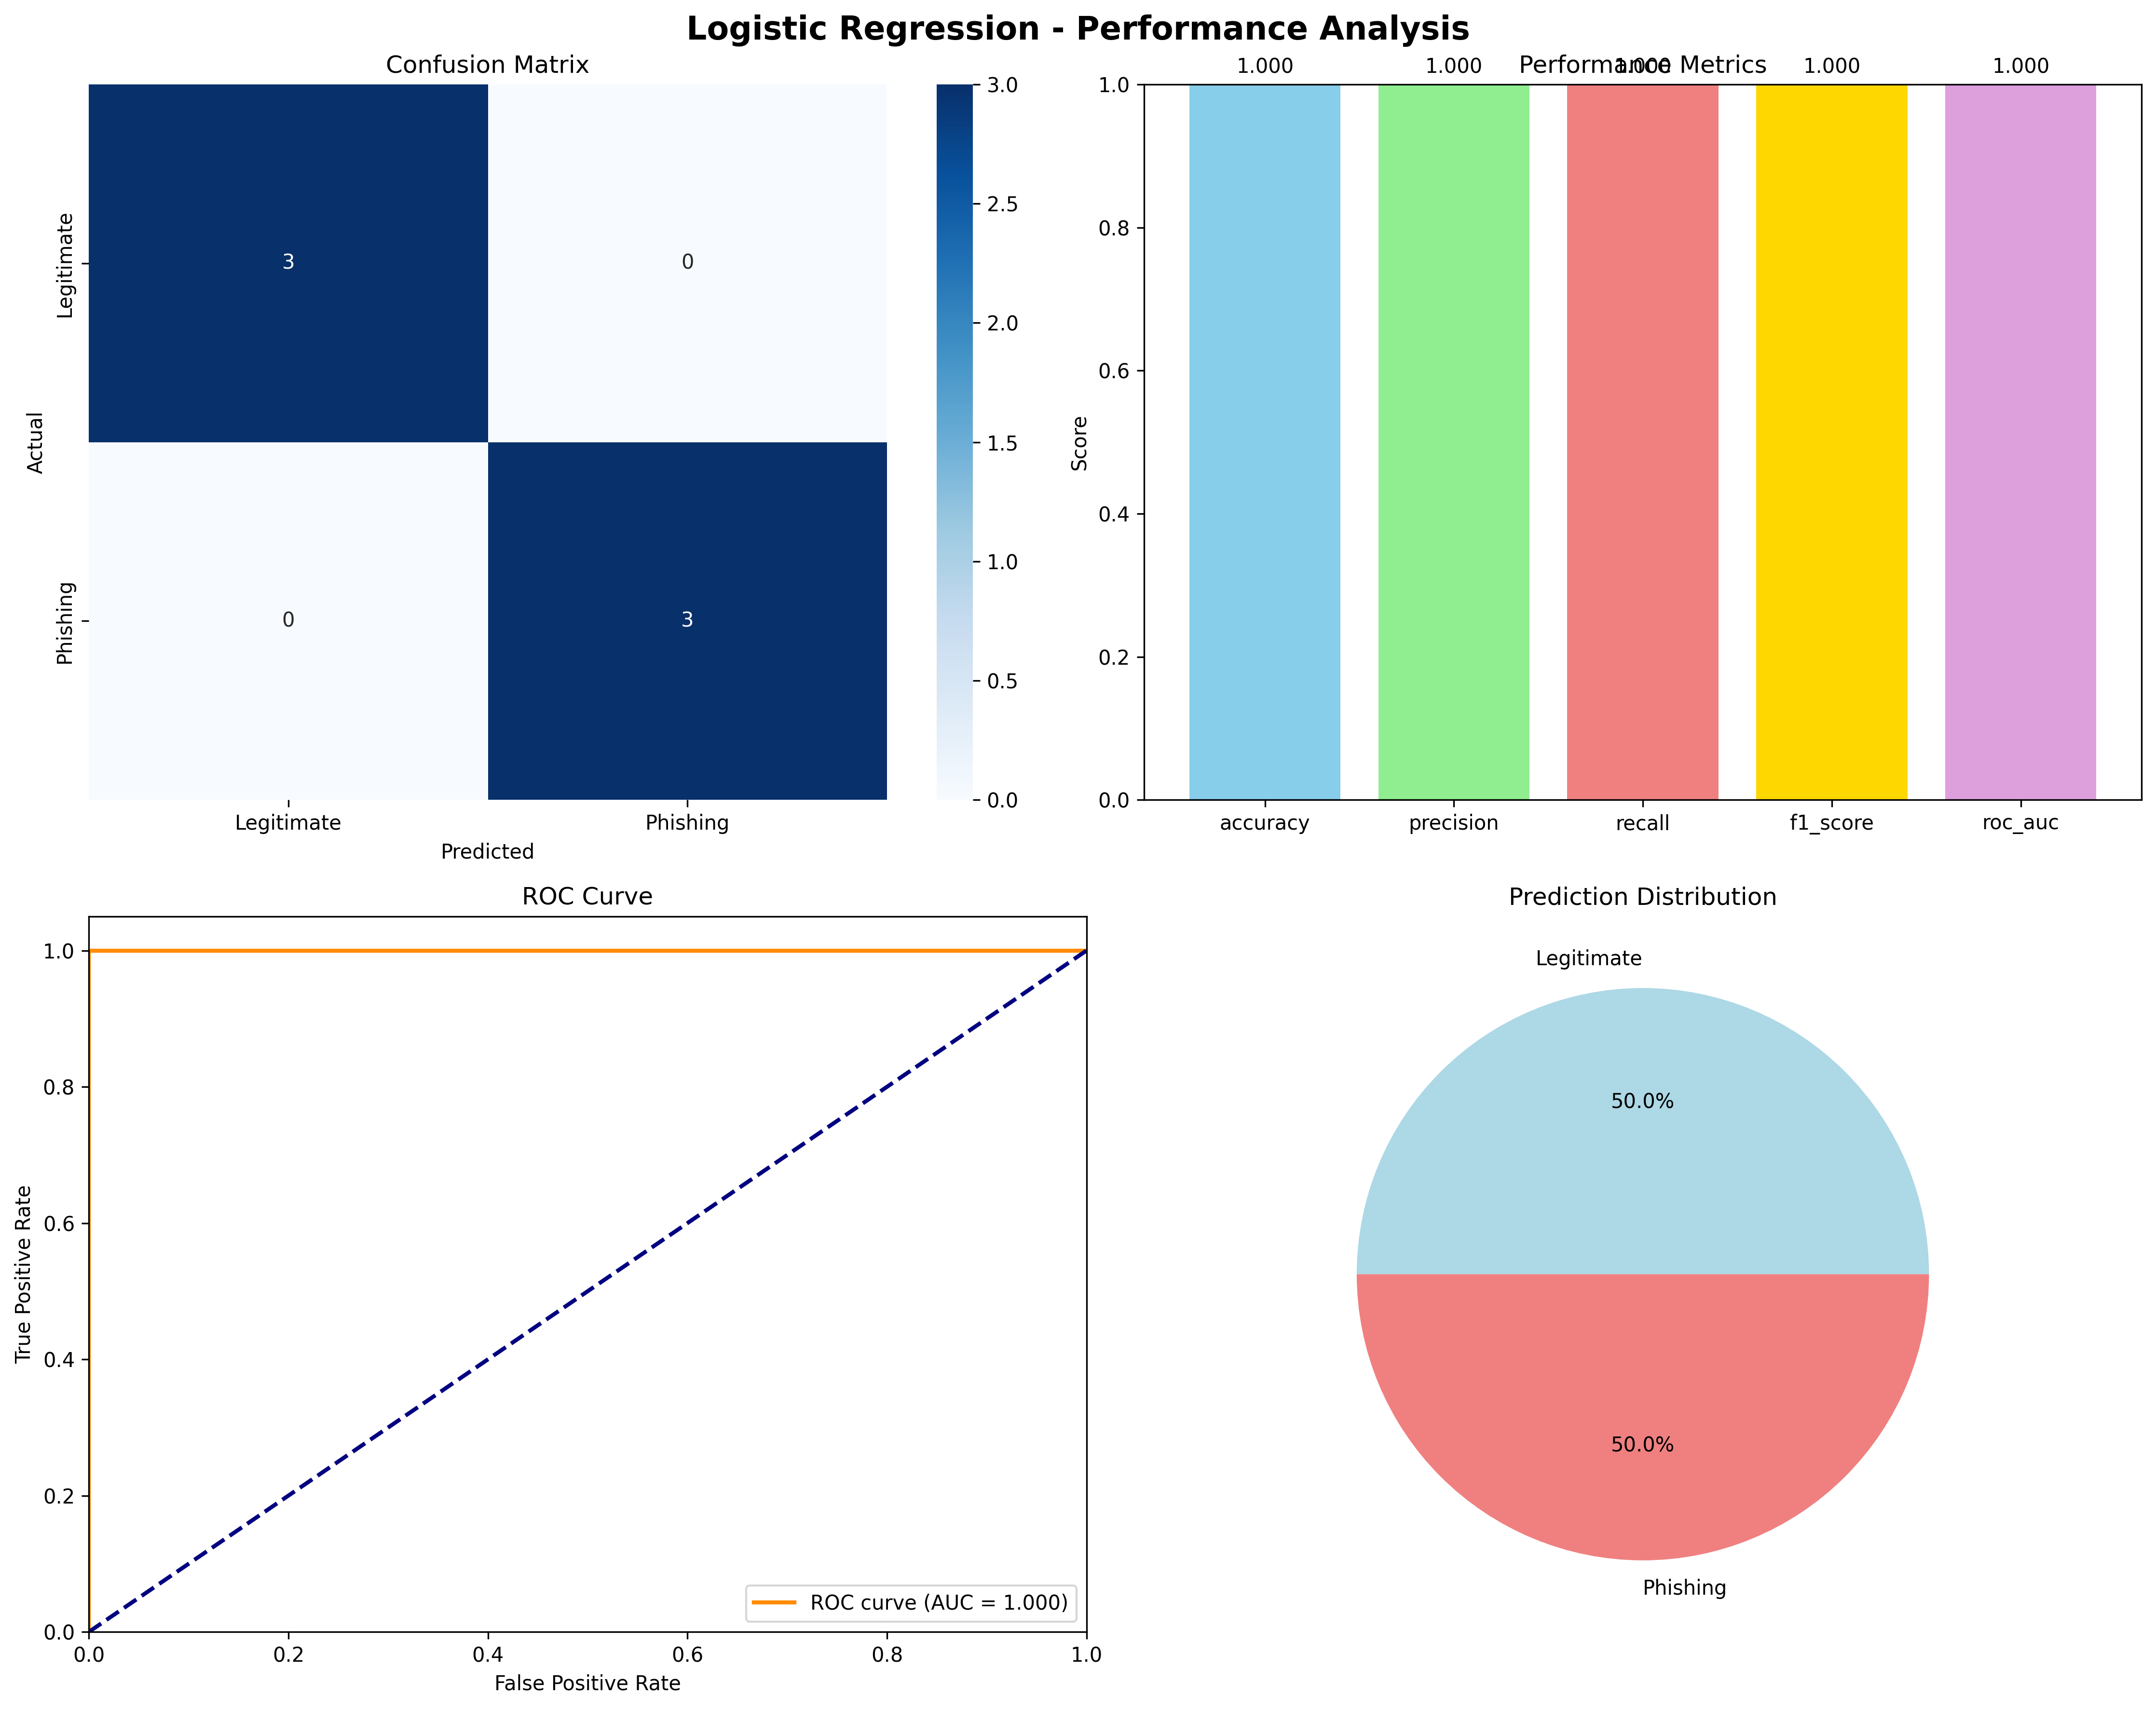 Logistic Regression - Performance Analysis
Confusion Matrix
Legitimate
Phishing
Actual
3
0
0
3
Legitimate
Phishing
Predicted
3.0
2.5
2.0
1.5
1.0
0.5
0.0
Performance Metrics
1.000
1.000
1.000
1.000
1.000
1.0
0.8
0.6
0.4
0.2
0.0
Score
accuracy
precision
recall
f1_score
roc_auc
ROC Curve
1.0
0.8
0.6
0.4
0.2
0.0
True Positive Rate
0.0
0.2
0.4
0.6
0.8
1.0
False Positive Rate
ROC curve (AUC = 1.000)
Prediction Distribution
Legitimate
50.0%
50.0%
Phishing